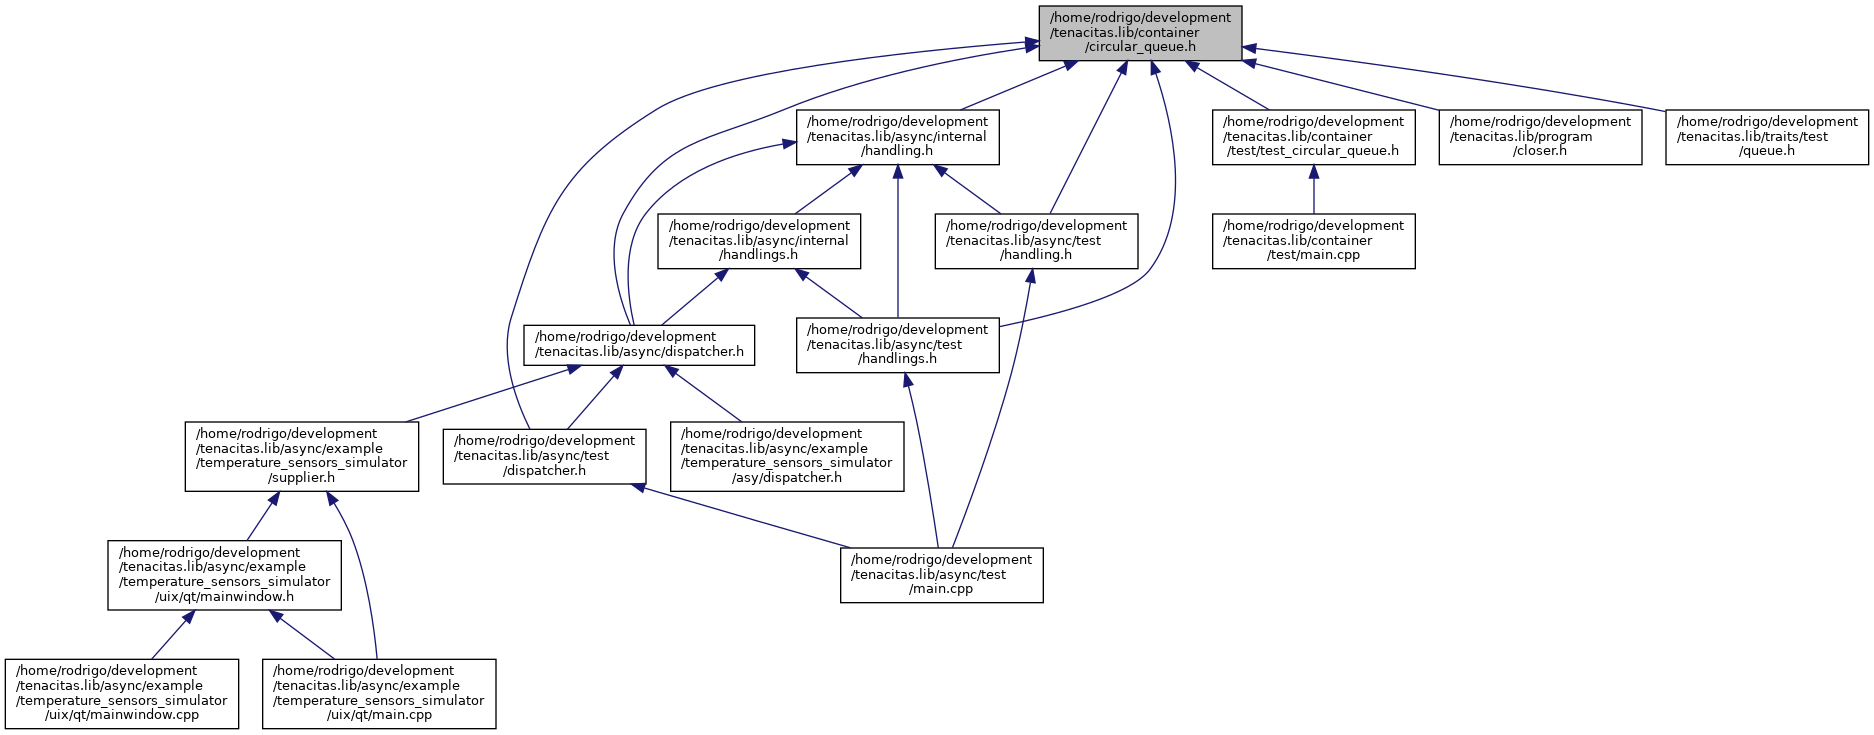 /home/rodrigo/development
/tenacitas.lib/container
/circular_queue.h
/home/rodrigo/development
/tenacitas.lib/async/internal
/handling.h
/home/rodrigo/development
/tenacitas.lib/container
/test/test_circular_queue.h
/home/rodrigo/development
/tenacitas.lib/program
/closer.h
/home/rodrigo/development
/tenacitas.lib/traits/test
/queue.h
/home/rodrigo/development
/tenacitas.lib/async/internal
/handlings.h
/home/rodrigo/development
/tenacitas.lib/async/test
/handling.h
/home/rodrigo/development
/tenacitas.lib/container
/test/main.cpp
/home/rodrigo/development
/tenacitas.lib/async/dispatcher.h
/home/rodrigo/development
/tenacitas.lib/async/test
/handlings.h
/home/rodrigo/development
/tenacitas.lib/async/example
/temperature_sensors_simulator
/supplier.h
/home/rodrigo/development
/tenacitas.lib/async/test
/dispatcher.h
/home/rodrigo/development
/tenacitas.lib/async/example
/temperature_sensors_simulator
/asy/dispatcher.h
/home/rodrigo/development
/tenacitas.lib/async/example
/temperature_sensors_simulator
/uix/qt/mainwindow.h
/home/rodrigo/development
/tenacitas.lib/async/test
/main.cpp
/home/rodrigo/development
/tenacitas.lib/async/example
/temperature_sensors_simulator
/uix/qt/mainwindow.cpp
/home/rodrigo/development
/tenacitas.lib/async/example
/temperature_sensors_simulator
/uix/qt/main.cpp